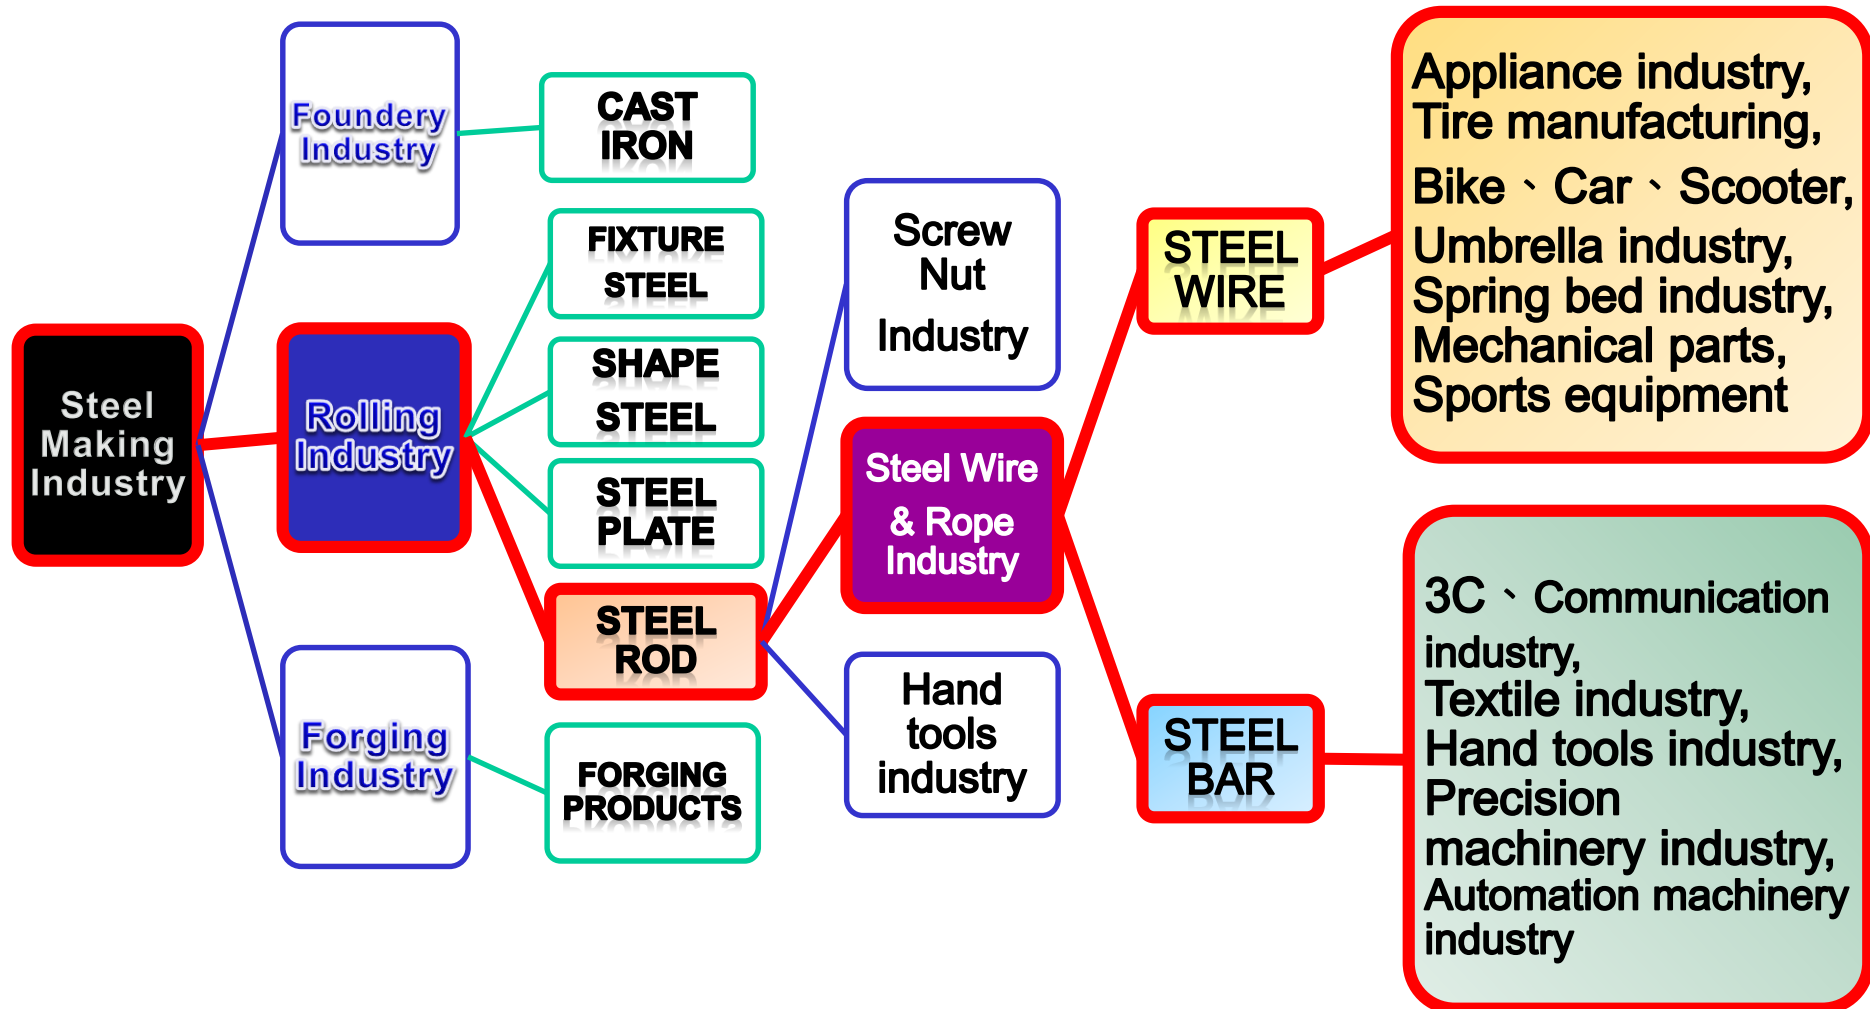 Steel
Making
Industry
Foundery
Industry
Rolling
Industry
Forging
Industry
CAST
IRON
FIXTURE
STEEL
SHAPE
STEEL
STEEL
PLATE
STEEL
ROD
FORGING
PRODUCTS
Screw
Nut
Industry
Steel Wire
& Rope
Industry
Hand
tools
industry
STEEL
WIRE
STEEL
BAR
Appliance industry,
Tire manufacturing,
Bike、Car、Scooter,
Umbrella industry,
Spring bed industry,
Mechanical parts,
Sports equipment
3C、Communication
industry,
Textile industry,
Hand tools industry,
Precision
machinery industry,
Automation machinery
industry